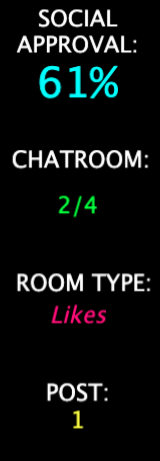 SOCIAL
APPROVAL:
61%
CHATROOM:
2/4
ROOM TYPE:
Likes
POST:
1